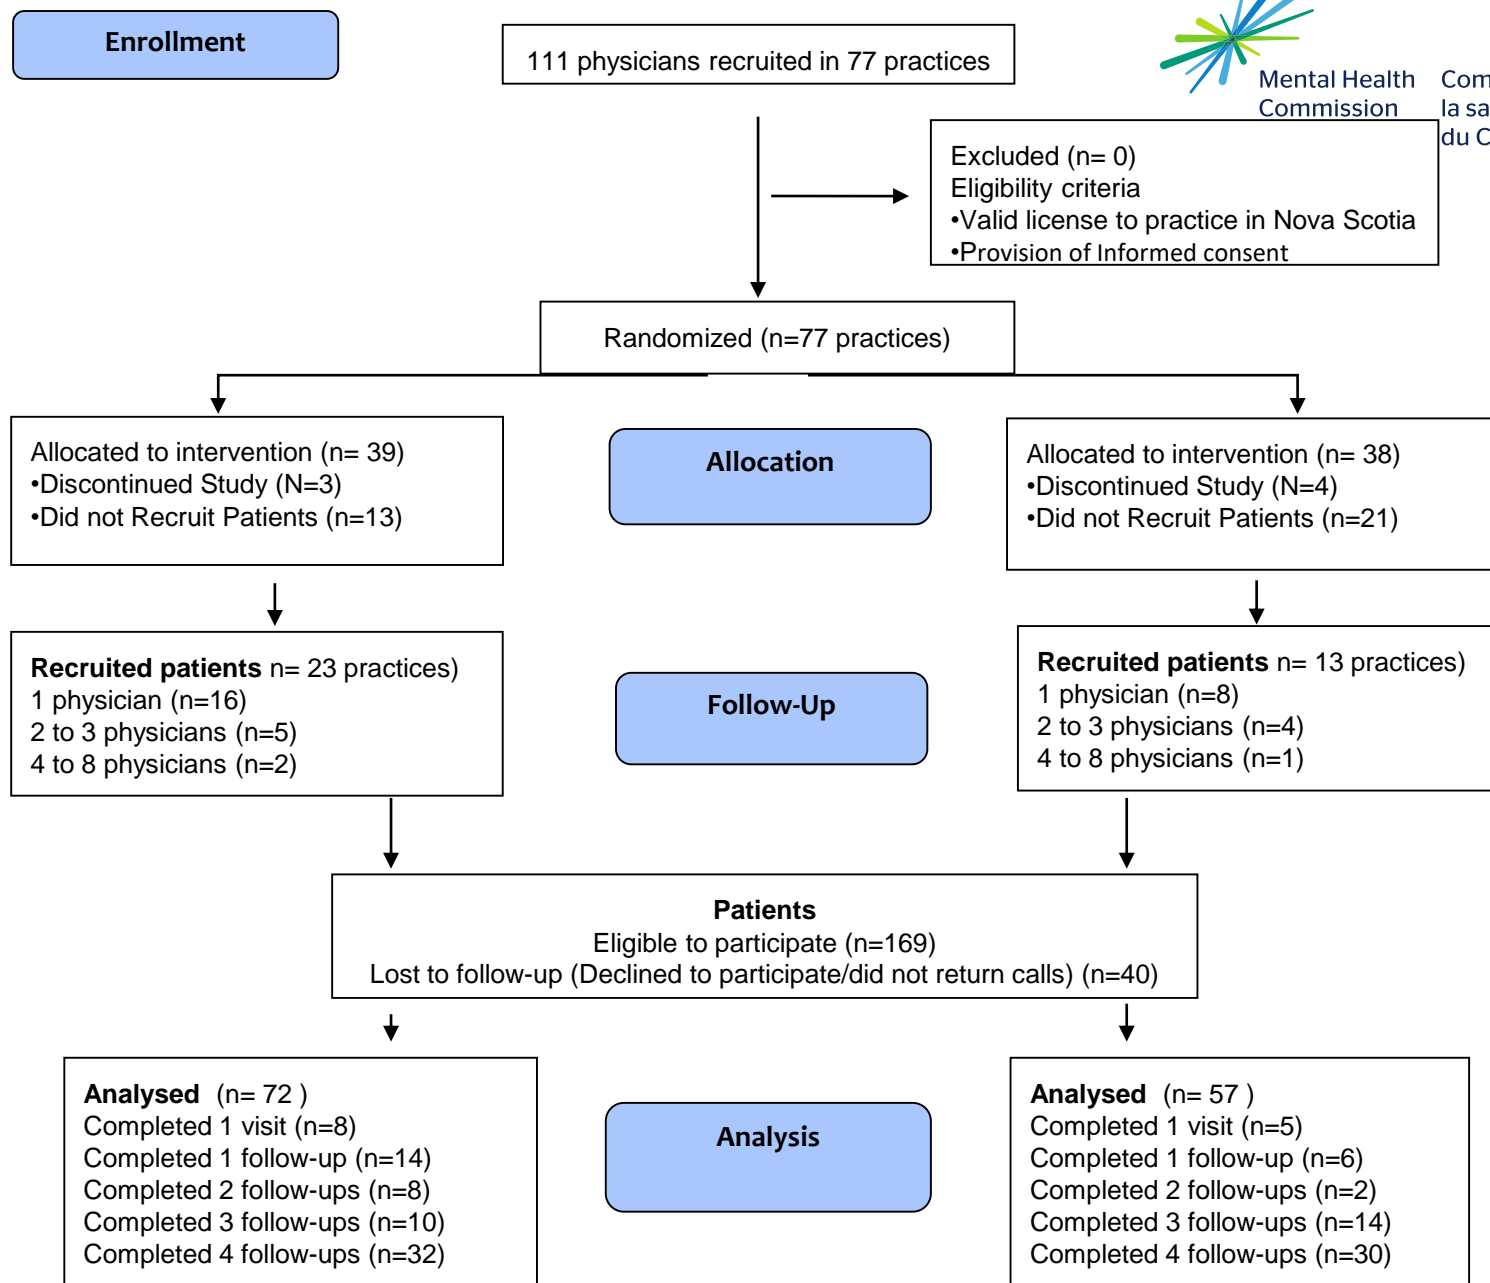 Enrollment
111 physicians recruited in 77 practices
Mental Health
Commission
Com
la sa
du C
Excluded (n= 0)
Eligibility criteria
•Valid license to practice in Nova Scotia
•Provision of Informed consent
Randomized (n=77 practices)
Allocated to intervention (n= 39)
•Discontinued Study (N=3)
•Did not Recruit Patients (n=13)
Allocation
Allocated to intervention (n= 38)
•Discontinued Study (N=4)
•Did not Recruit Patients (n=21)
Recruited patients n= 23 practices)
1 physician (n=16)
2 to 3 physicians (n=5)
4 to 8 physicians (n=2)
Follow-Up
Recruited patients n= 13 practices)
1 physician (n=8)
2 to 3 physicians (n=4)
4 to 8 physicians (n=1)
Patients
Eligible to participate (n=169)
Lost to follow-up (Declined to participate/did not return calls) (n=40)
Analysed (n= 72 )
Completed 1 visit (n=8)
Completed 1 follow-up (n=14)
Completed 2 follow-ups (n=8)
Completed 3 follow-ups (n=10)
Completed 4 follow-ups (n=32)
Analysis
Analysed (n= 57 )
Completed 1 visit (n=5)
Completed 1 follow-up (n=6)
Completed 2 follow-ups (n=2)
Completed 3 follow-ups (n=14)
Completed 4 follow-ups (n=30)